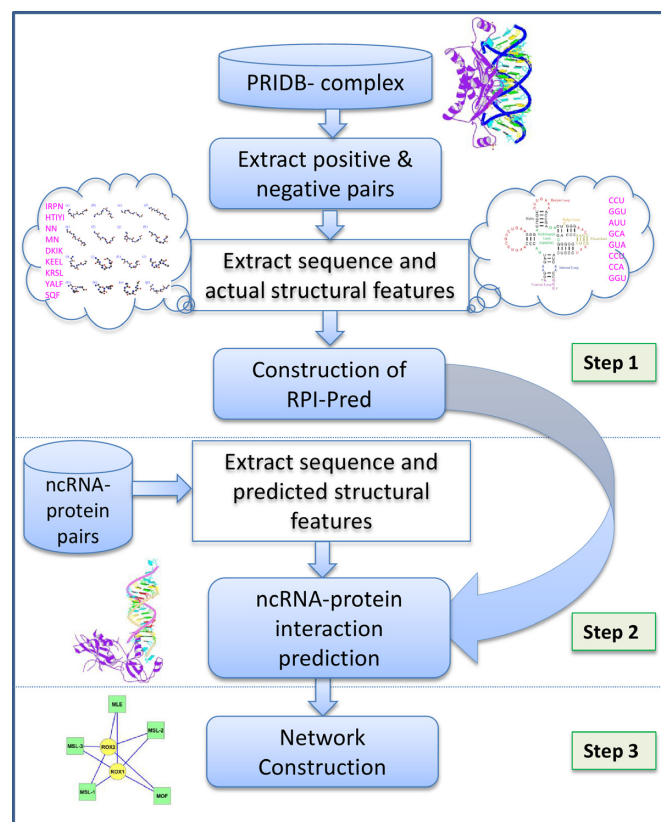 PRIDB- complex
Extract positive &
negative pairs
IRPN
HTIYI
NN
MN
DKIK
KEEL
KRSL
YALF
SQF
Extract sequence and
actual structural features
CCU
GGU
AUU
GCA
GUA
CCU
CCA
GGU
Construction of
RPI-Pred
Step 1
ncRNA-
protein
pairs
Extract sequence and
predicted structural
features
ncRNA-protein
interaction
prediction
Step 2
MLE
MSL-2
MSL-3
ROX2
ROX1
MSL-1
MOF
Network
Construction
Step 3